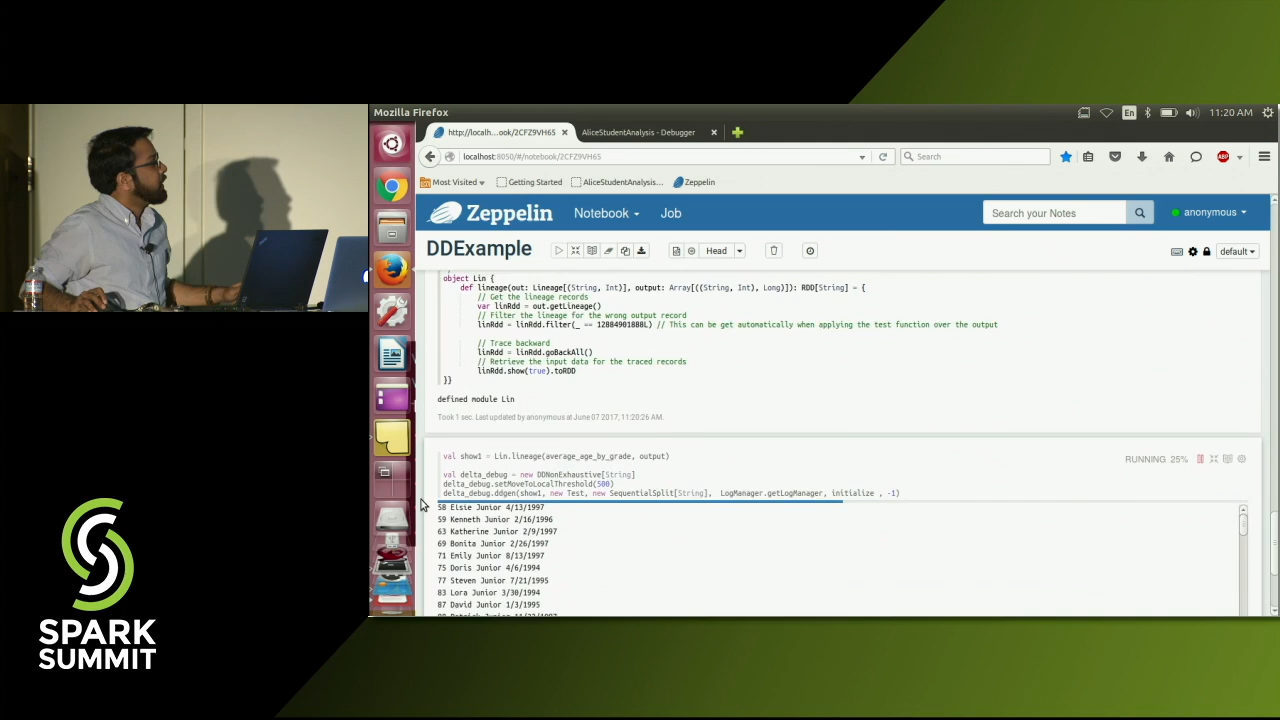 Mozilla Firefox
En
11:20 AM
http://localh...ook/2CFZ9VH65
AliceStudentAnalysis - Debugger
localhost:8050/#/notebook/2CFZ9VH65
Search
ABP
Most Visited
Getting Started
AliceStudentAnalysis...
Zeppelin
Zeppelin
Notebook
Job
Search your Notes
anonymous
DDExample
Head
default
object Lin {
def lineage(out: Lineage[(String, Int)], output: Array[((String, Int), Long)]): RDD[String] = {
// Get the lineage records
var linRdd = out.getLineage()
// Filter the lineage for the wrong output record
linRdd = linRdd.filter(_ == 12884901888L) // This can be get automatically when applying the test function over the output
// Trace backward
linRdd = linRdd.goBackAll()
// Retrieve the input data for the traced records
linRdd.show(true).toRDD
}}
defined module Lin
Took 1 sec. Last updated by anonymous at June 07 2017, 11:20:26 AM.
val show1 = Lin.lineage(average_age_by_grade, output)
RUNNING 25%
val delta_debug = new DDNonExhaustive[String]
delta_debug.setMoveToLocalThreshold(500)
delta_debug.ddgen(show1, new Test, new SequentialSplit[String], LogManager.getLogManager, initialize , -1)
58 Elsie Junior 4/13/1997
59 Kenneth Junior 2/16/1996
63 Katherine Junior 2/9/1997
69 Bonita Junior 2/26/1997
71 Emily Junior 8/13/1997
75 Doris Junior 4/6/1994
77 Steven Junior 7/21/1995
83 Lora Junior 3/30/1994
87 David Junior 1/3/1995
SPARK
SUMMIT